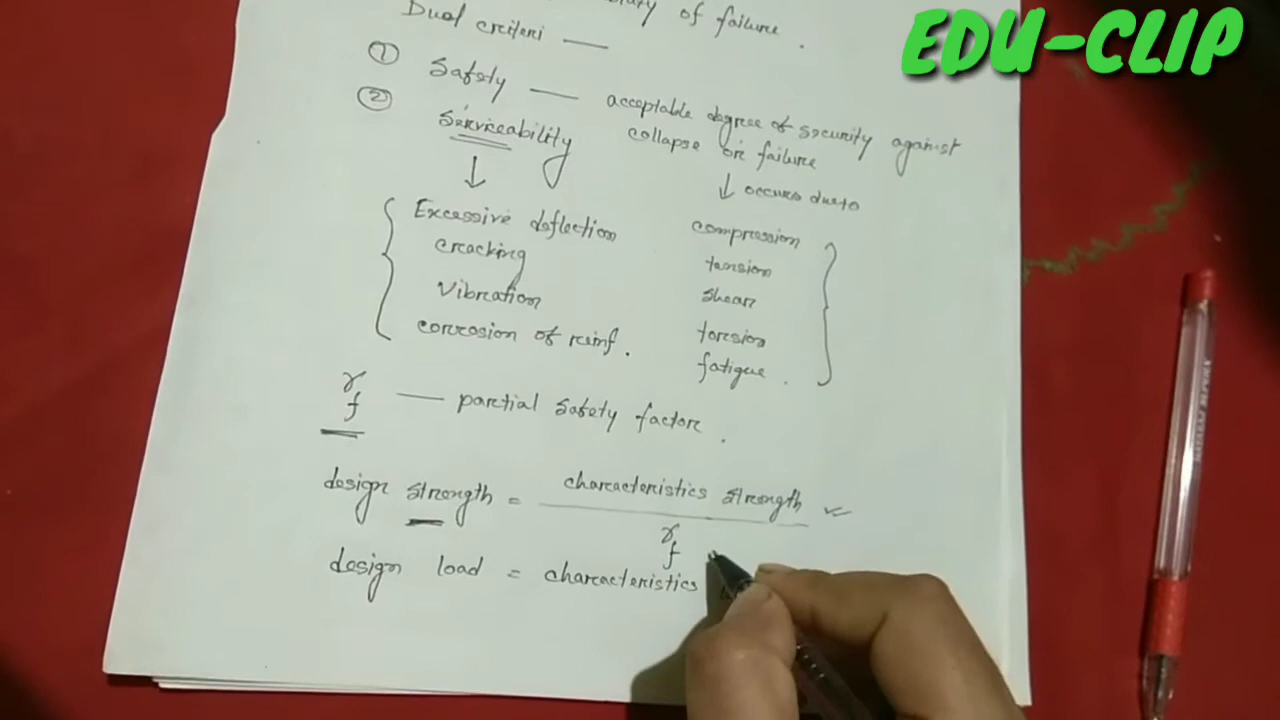 EDU-CLIP
of failure .
Dual criteri —
① Safety — acceptable degree of security against
collapse or failure
② Serviceability
↓ occurs due to
Excessive deflection
cracking
vibration
corrosion of reinf .
compression
tension
shear
torsion
fatigue .
γf — partial safety factor .
design strength = characteristics strength / γf
design load = characteristics